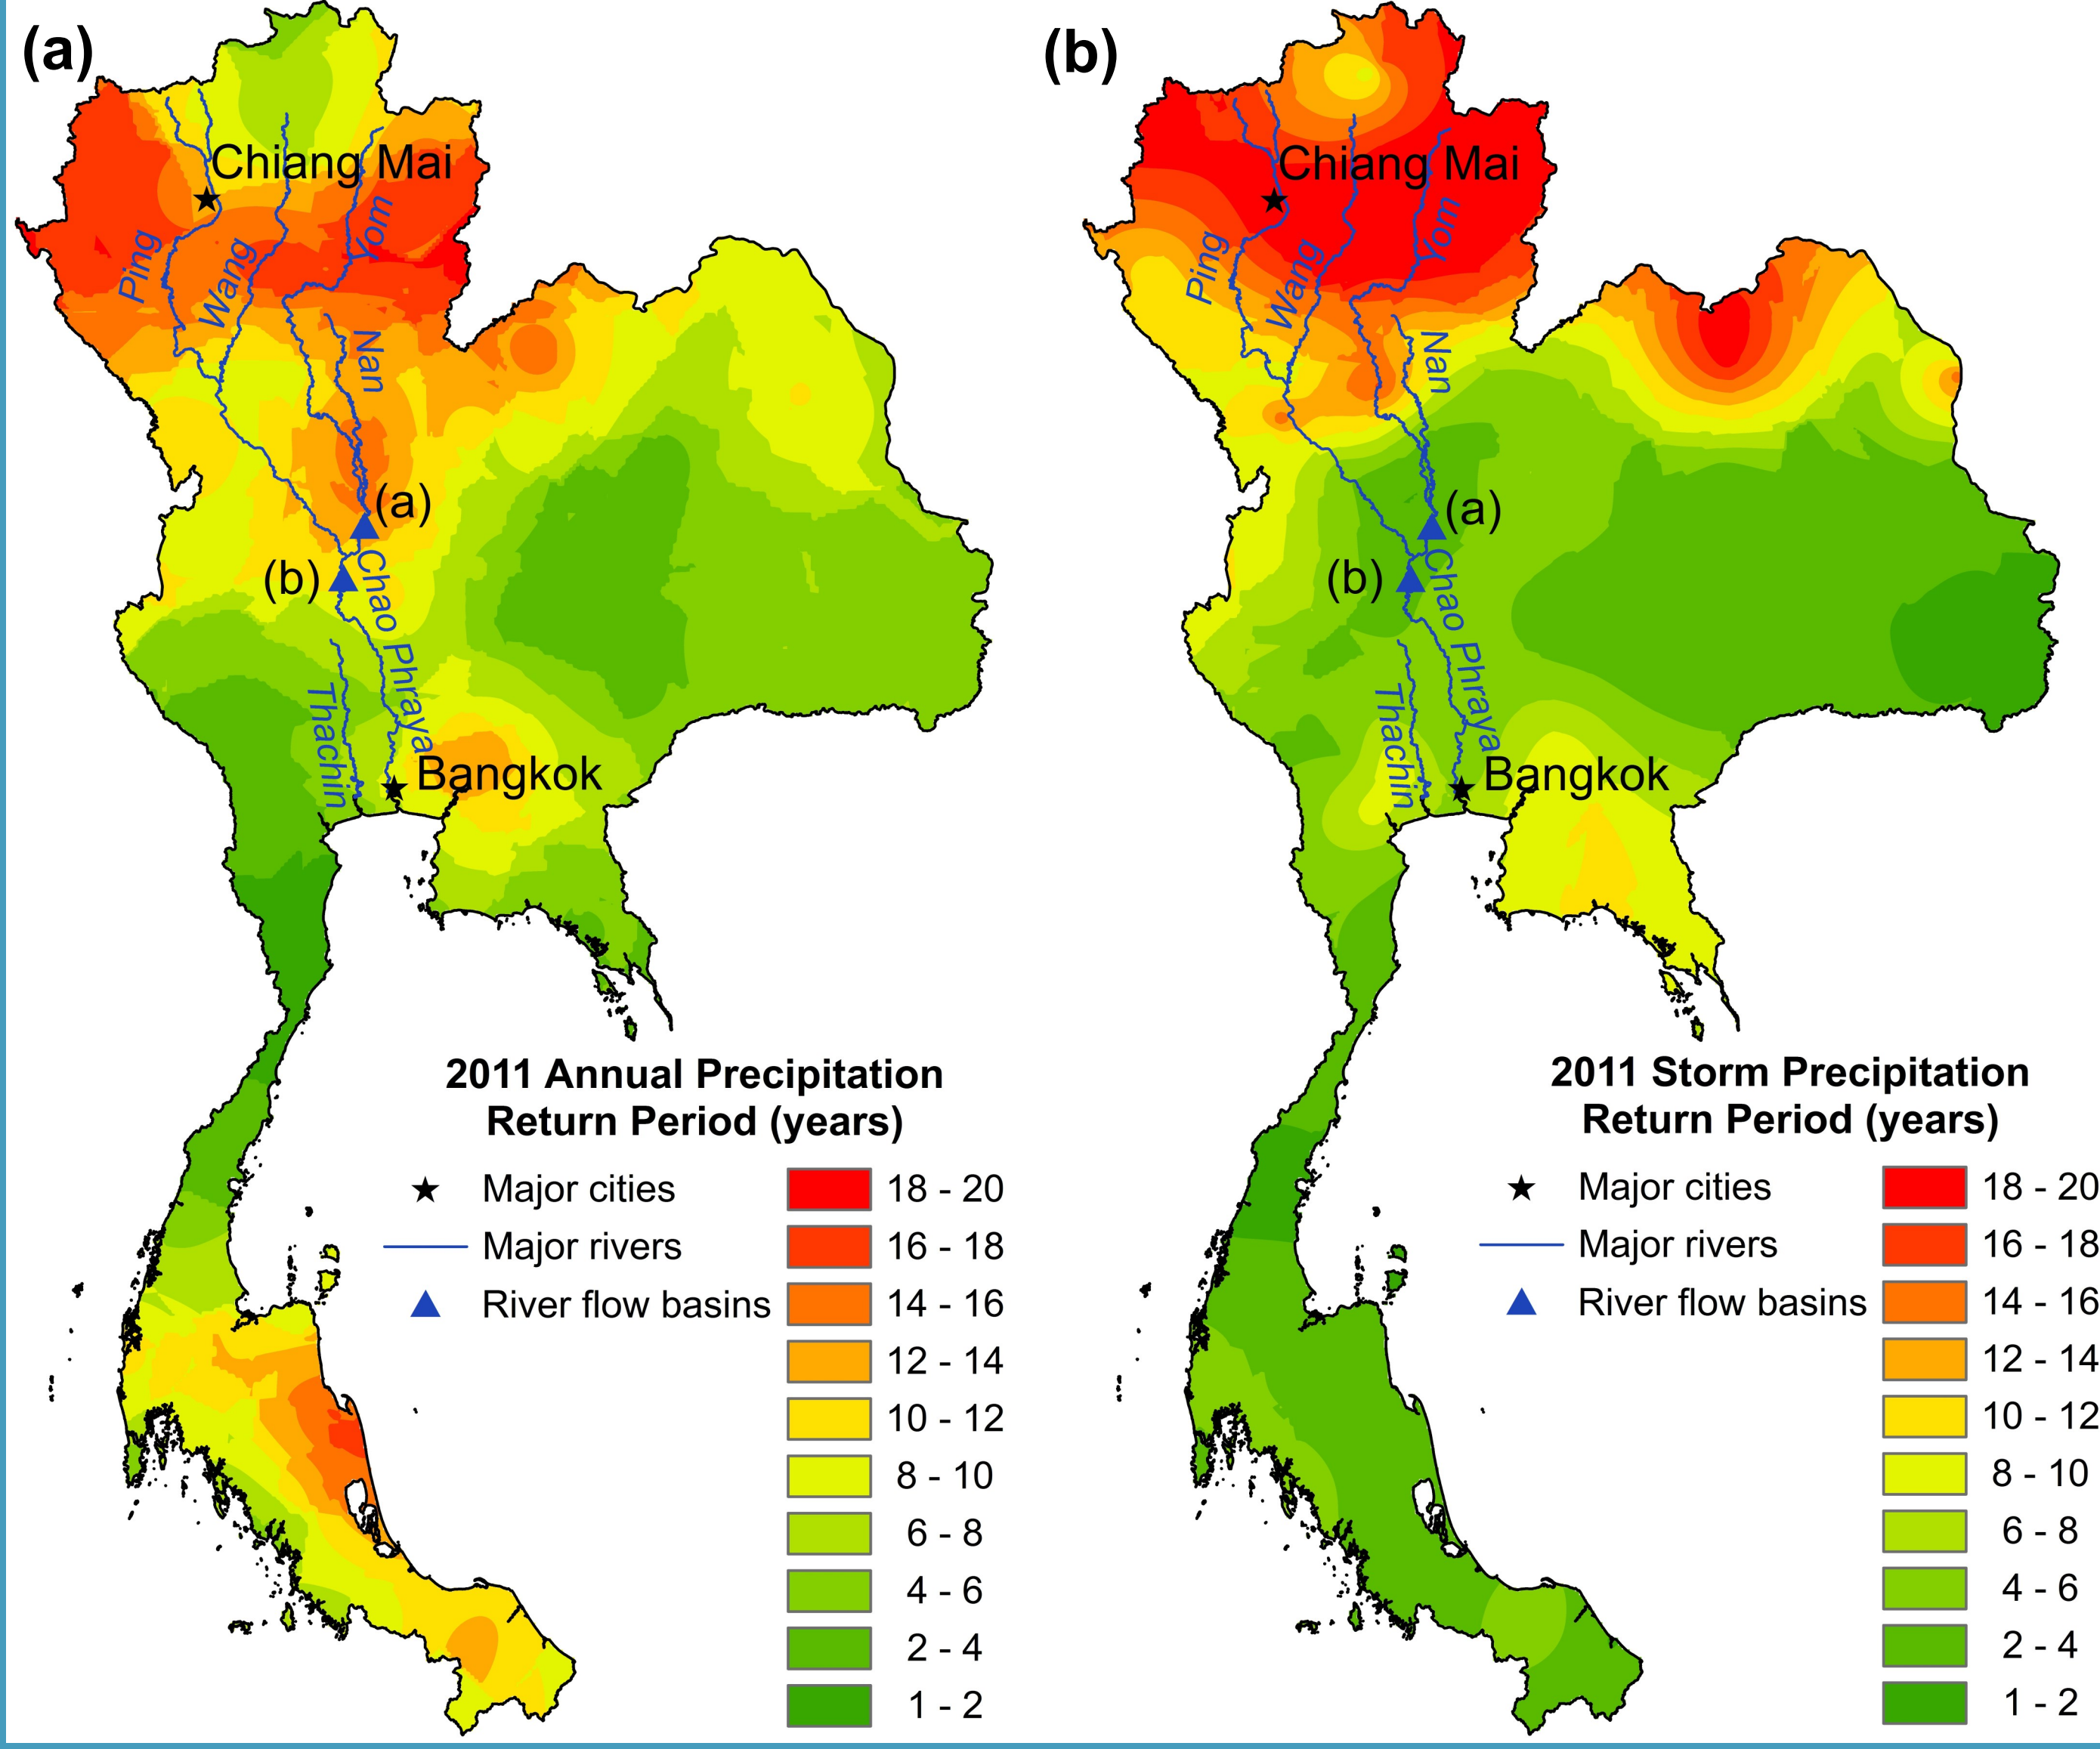 (a)
Chiang Mai
Ping
Wang
Yom
Nan
(a)
(b)
Chao Phraya
Thachin
Bangkok
2011 Annual Precipitation
Return Period (years)
Major cities
Major rivers
River flow basins
18 - 20
16 - 18
14 - 16
12 - 14
10 - 12
8 - 10
6 - 8
4 - 6
2 - 4
1 - 2
(b)
Chiang Mai
Ping
Wang
Yom
Nan
(a)
(b)
Chao Phraya
Thachin
Bangkok
2011 Storm Precipitation
Return Period (years)
Major cities
Major rivers
River flow basins
18 - 20
16 - 18
14 - 16
12 - 14
10 - 12
8 - 10
6 - 8
4 - 6
2 - 4
1 - 2